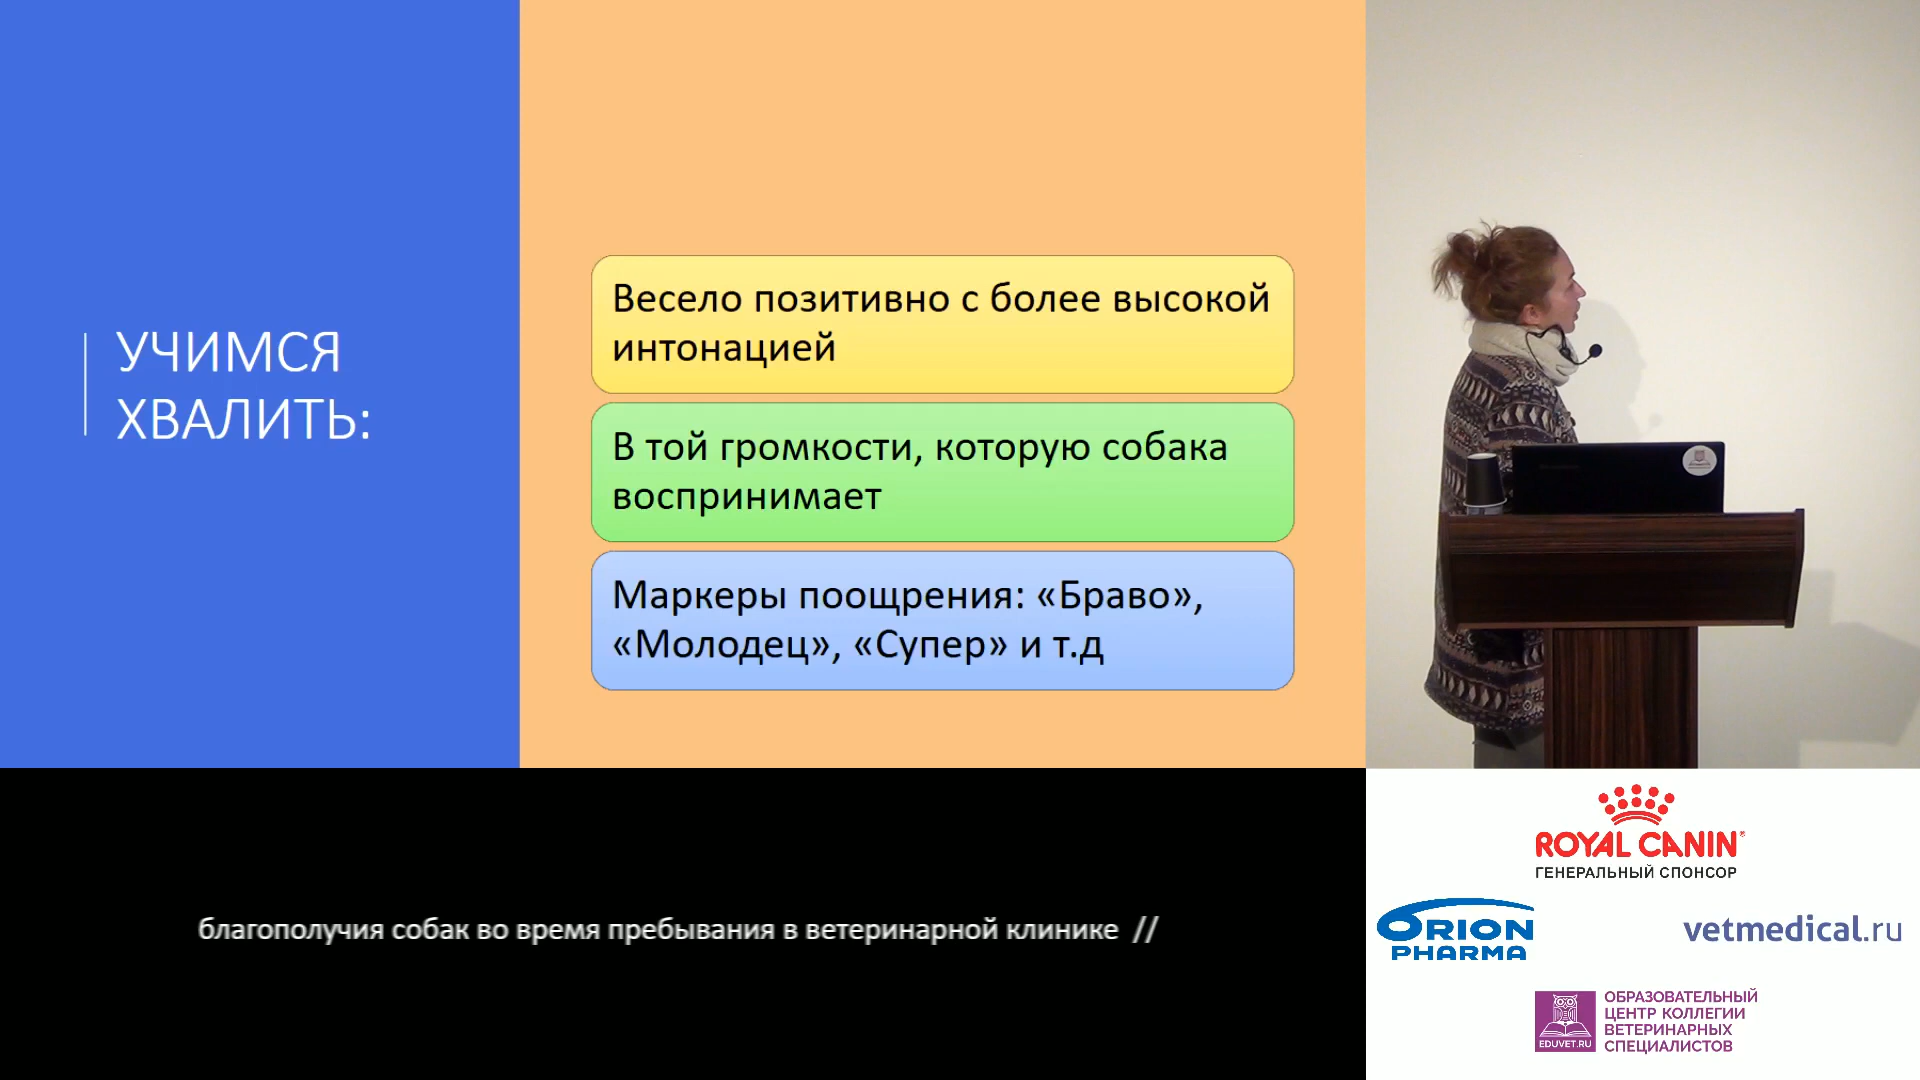 УЧИМСЯ
ХВАЛИТЬ:
Весело позитивно с более высокой
интонацией
В той громкости, которую собака
воспринимает
Маркеры поощрения: «Браво»,
«Молодец», «Супер» и т.д
благополучия собак во время пребывания в ветеринарной клинике //
ROYAL CANIN
ГЕНЕРАЛЬНЫЙ СПОНСОР
ORION
PHARMA
vetmedical.ru
EDUVET.RU
ОБРАЗОВАТЕЛЬНЫЙ
ЦЕНТР КОЛЛЕГИИ
ВЕТЕРИНАРНЫХ
СПЕЦИАЛИСТОВ